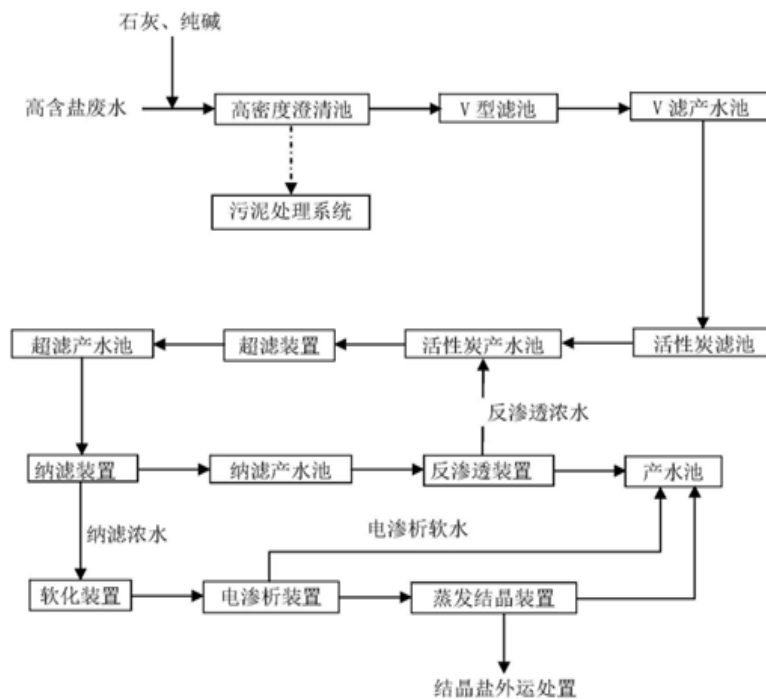 石灰、纯碱
高含盐废水
高密度澄清池
V 型滤池
V 滤产水池
污泥处理系统
超滤产水池
超滤装置
活性炭产水池
活性炭滤池
反渗透浓水
纳滤装置
纳滤产水池
反渗透装置
产水池
纳滤浓水
电渗析软水
软化装置
电渗析装置
蒸发结晶装置
结晶盐外运处置